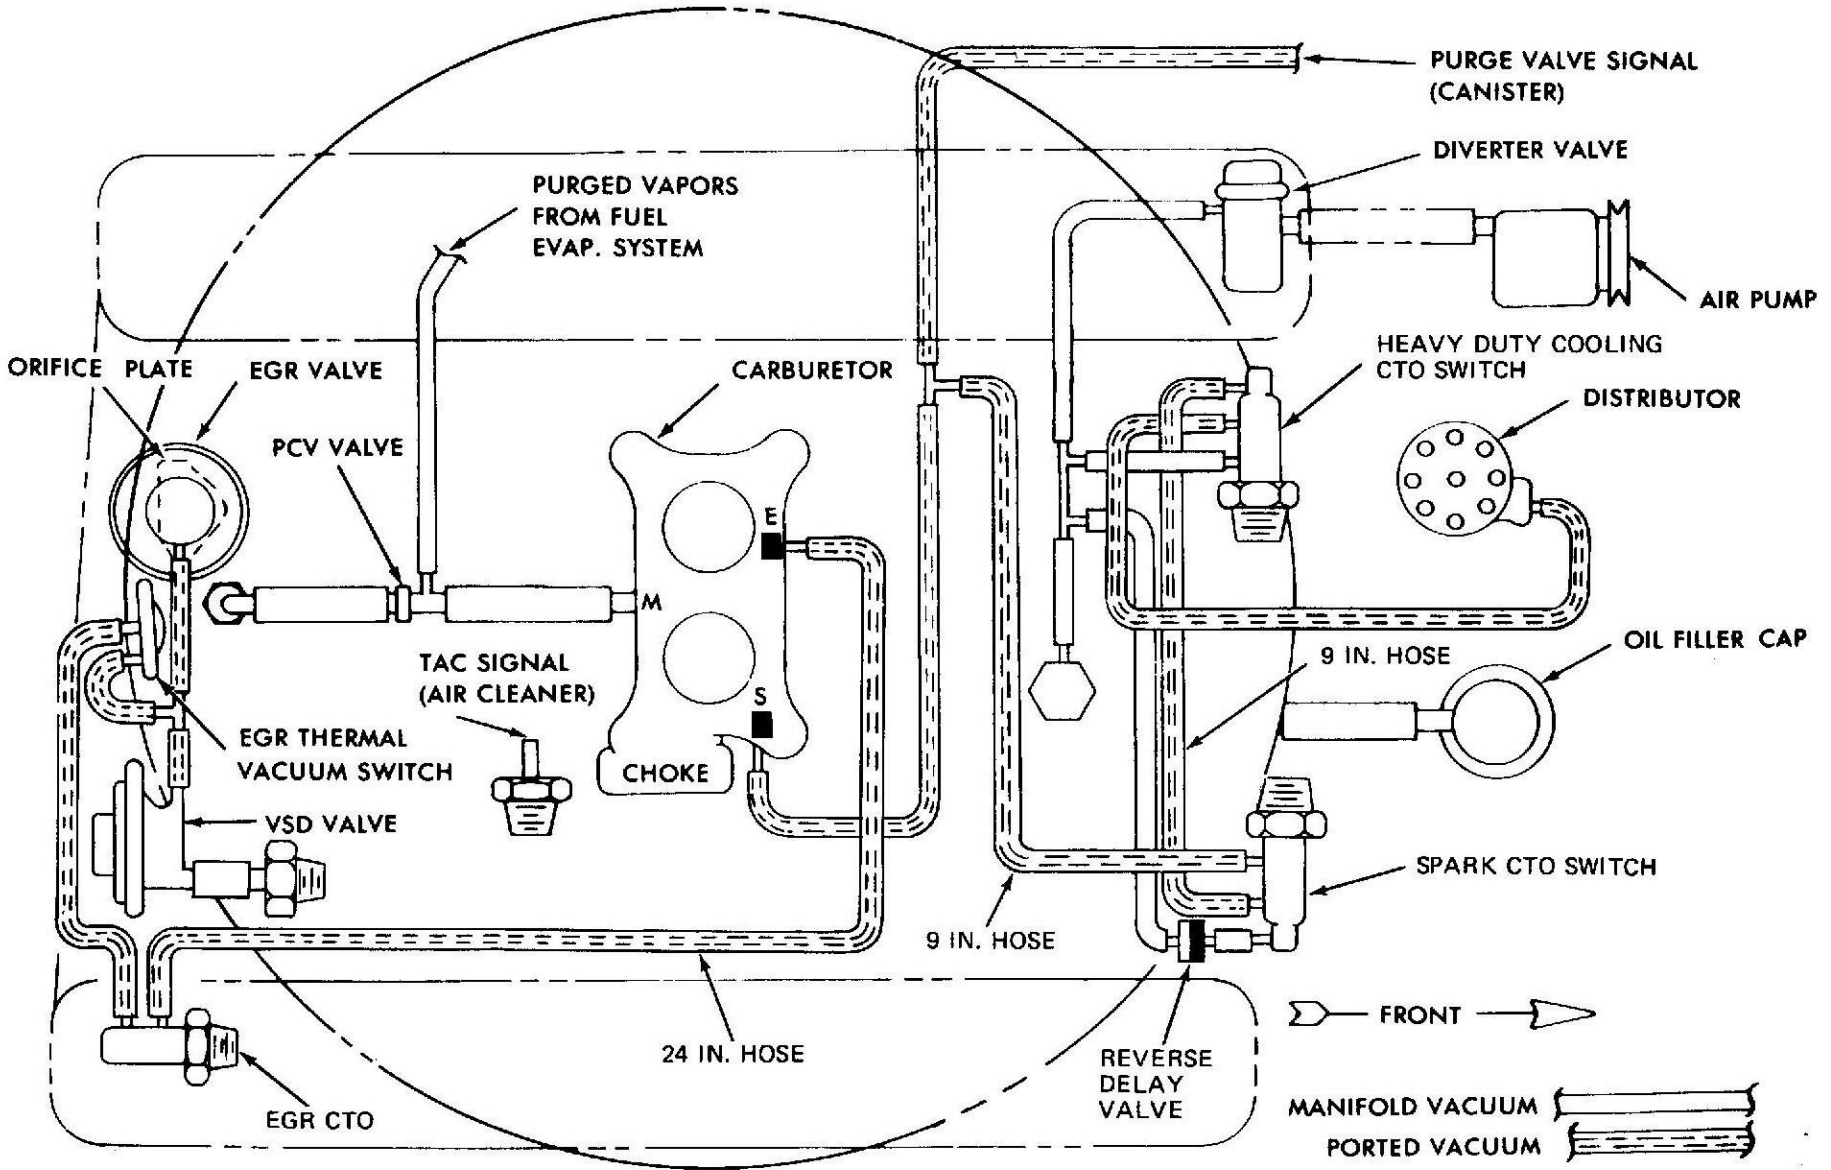 PURGE VALVE SIGNAL
(CANISTER)
DIVERTER VALVE
PURGED VAPORS
FROM FUEL
EVAP. SYSTEM
AIR PUMP
HEAVY DUTY COOLING
CTO SWITCH
ORIFICE PLATE
EGR VALVE
CARBURETOR
DISTRIBUTOR
PCV VALVE
E
M
TAC SIGNAL
(AIR CLEANER)
S
9 IN. HOSE
OIL FILLER CAP
EGR THERMAL
VACUUM SWITCH
CHOKE
VSD VALVE
SPARK CTO SWITCH
9 IN. HOSE
FRONT
24 IN. HOSE
REVERSE
DELAY
VALVE
EGR CTO
MANIFOLD VACUUM
PORTED VACUUM